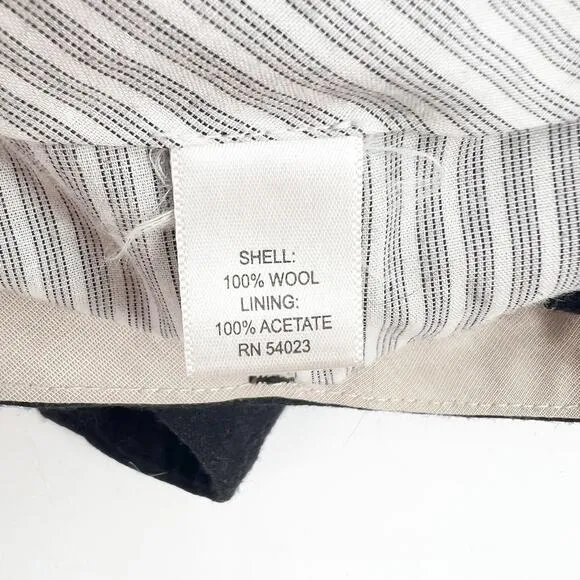 SHELL:
100% WOOL
LINING:
100% ACETATE
RN 54023